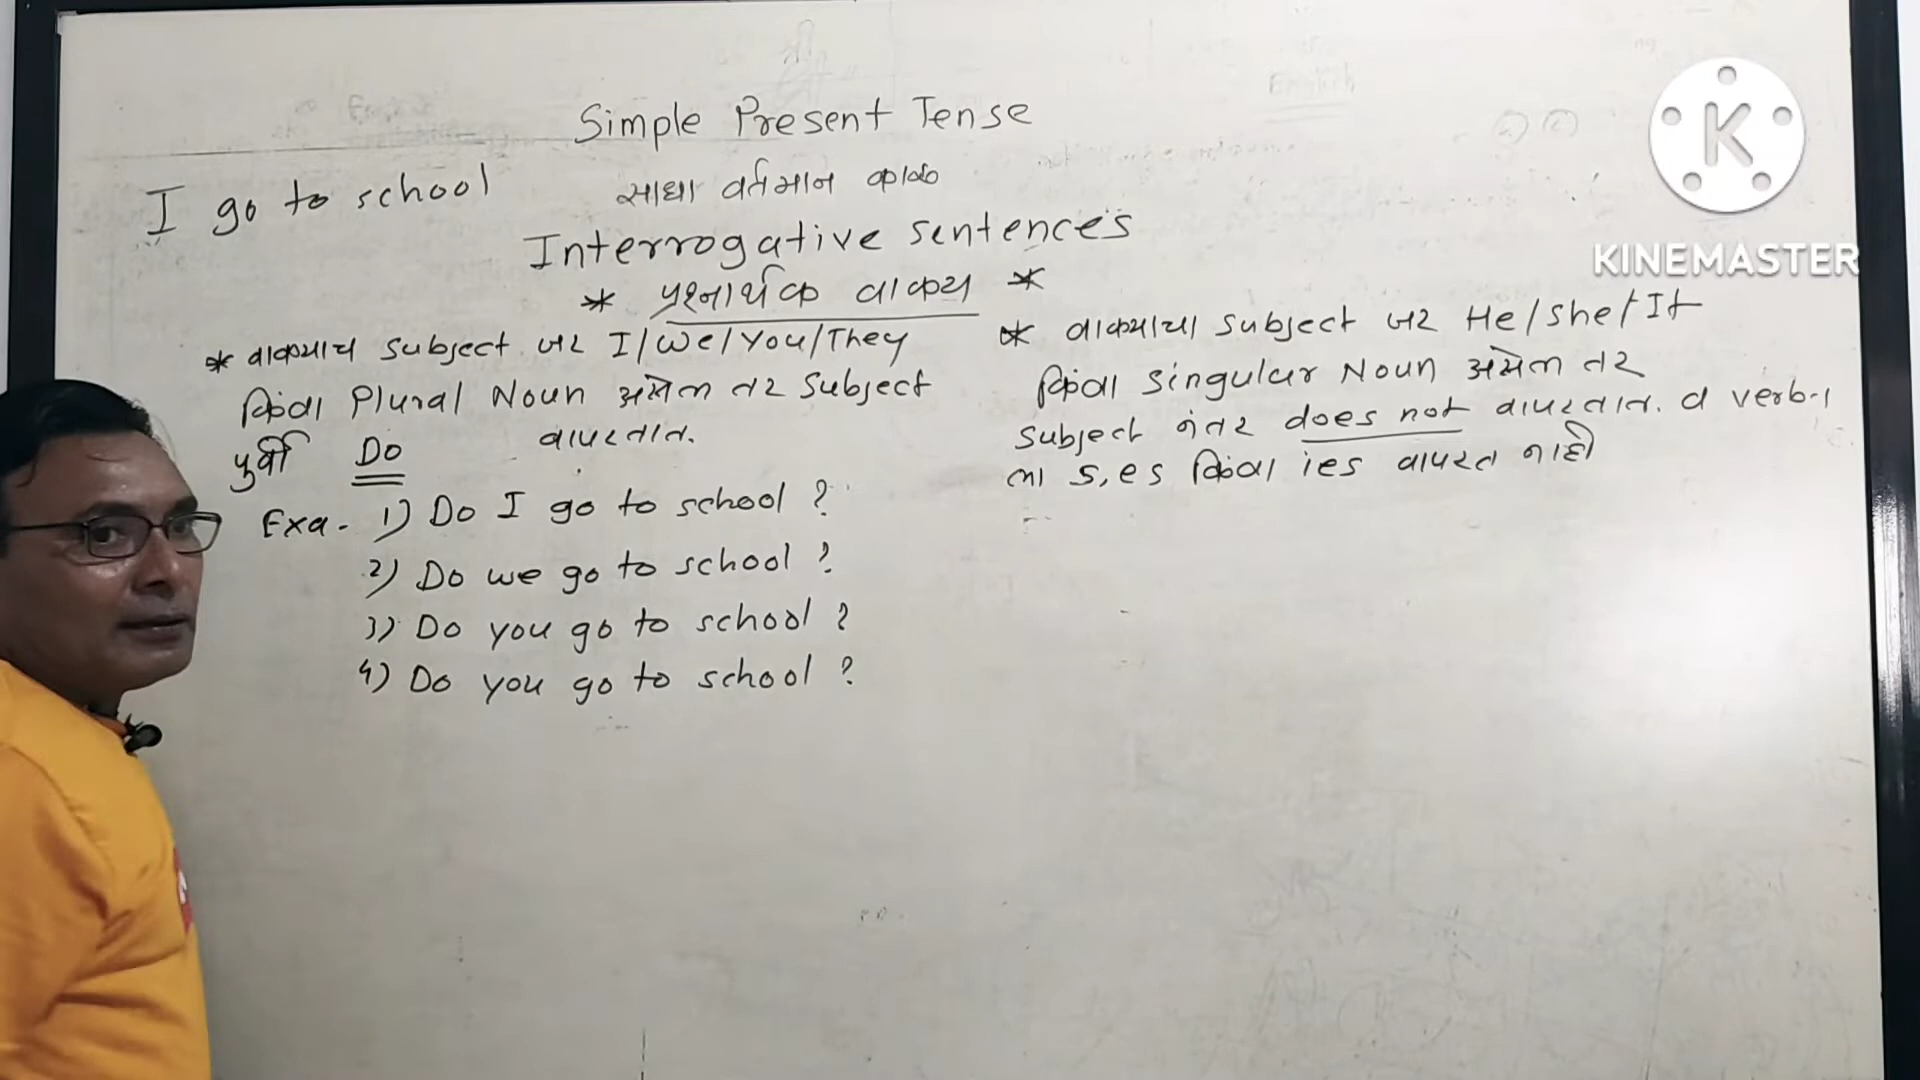 Simple Present Tense
I go to school
साधा वर्तमान काळ
Interrogative sentences
* प्रश्नार्थक वाक्य *
* वाक्याच subject जर I/We/You/They
किंवा Plural Noun असेल तर subject
पुर्वी Do वापरतात.
Exa- 1) Do I go to school ?
2) Do we go to school ?
3) Do you go to school ?
4) Do you go to school ?
* वाक्याचा subject जर He/She/It
किंवा singular Noun असेल तर
subject नंतर does not वापरतात. व verb-1
ला s, es किंवा ies वापरत नाही
K
KINEMASTER